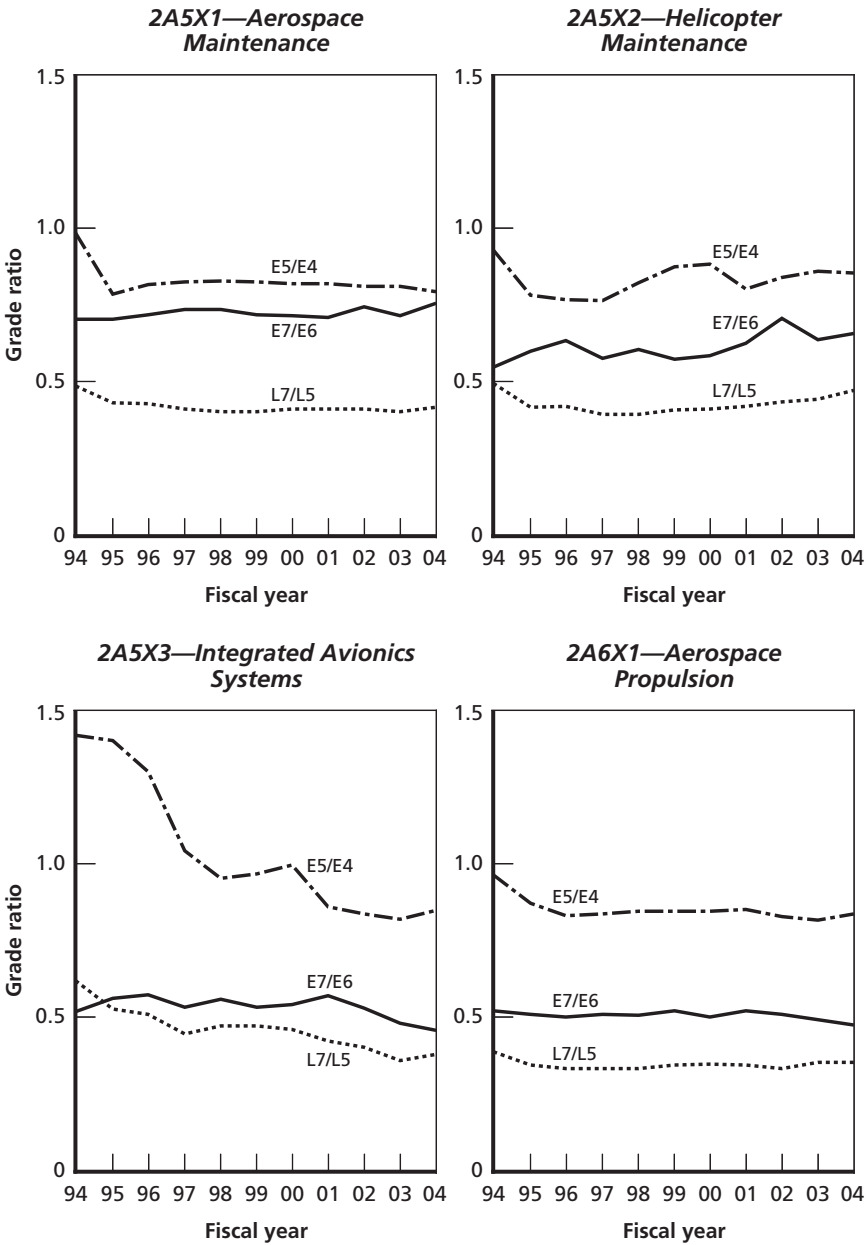 2A5X1—Aerospace
Maintenance
Grade ratio
1.5
1.0
0.5
0
E5/E4
E7/E6
L7/L5
94 95 96 97 98 99 00 01 02 03 04
Fiscal year
2A5X2—Helicopter
Maintenance
1.5
1.0
0.5
0
E5/E4
E7/E6
L7/L5
94 95 96 97 98 99 00 01 02 03 04
Fiscal year
2A5X3—Integrated Avionics
Systems
Grade ratio
1.5
1.0
0.5
0
E5/E4
E7/E6
L7/L5
94 95 96 97 98 99 00 01 02 03 04
Fiscal year
2A6X1—Aerospace
Propulsion
1.5
1.0
0.5
0
E5/E4
E7/E6
L7/L5
94 95 96 97 98 99 00 01 02 03 04
Fiscal year